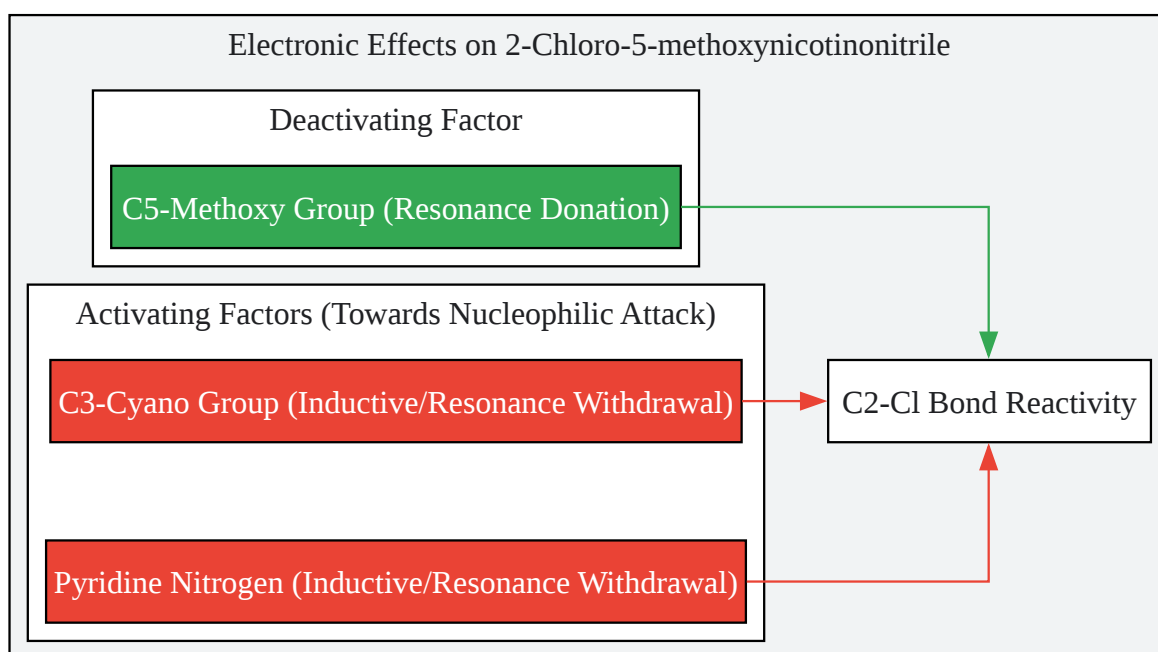 Electronic Effects on 2-Chloro-5-methoxynicotinonitrile
Deactivating Factor
C5-Methoxy Group (Resonance Donation)
Activating Factors (Towards Nucleophilic Attack)
C3-Cyano Group (Inductive/Resonance Withdrawal)
C2-Cl Bond Reactivity
Pyridine Nitrogen (Inductive/Resonance Withdrawal)